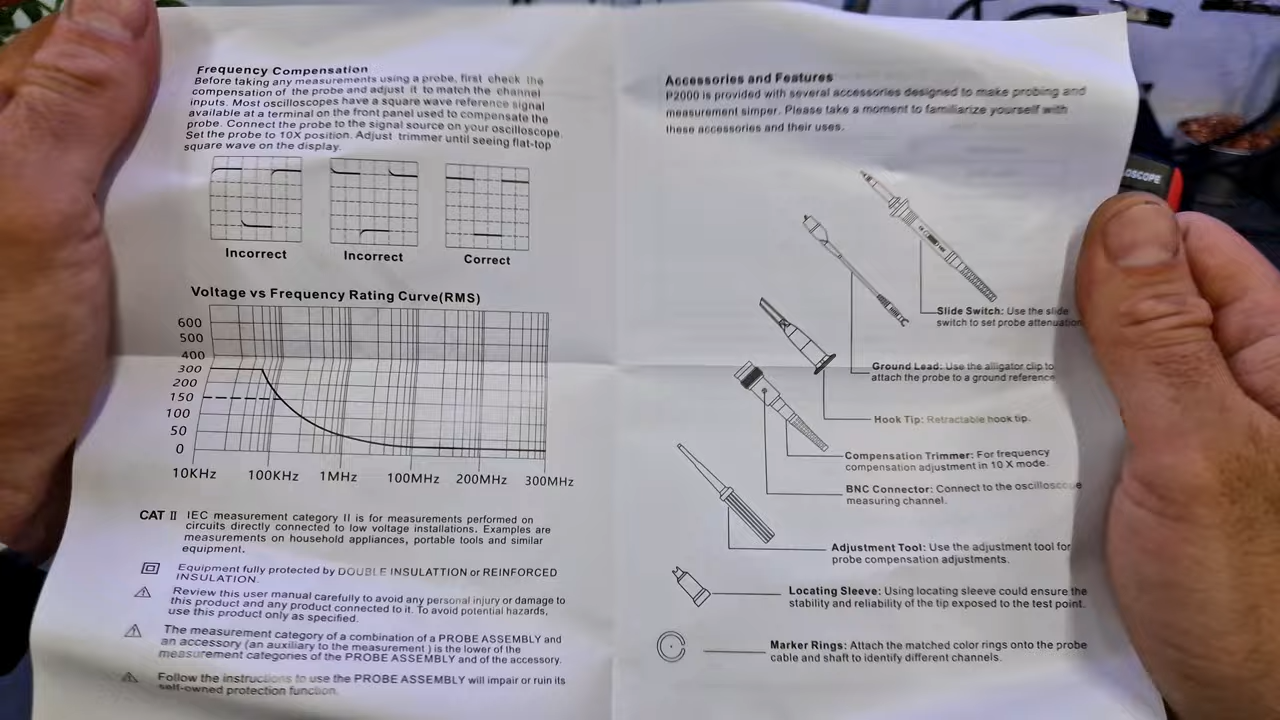 Frequency Compensation
Before taking any measurements using a probe, first check the
compensation of the probe and adjust it to match the channel
inputs. Most oscilloscopes have a square wave reference signal
available at a terminal on the front panel used to compensate the
probe. Connect the probe to the signal source on your oscilloscope.
Set the probe to 10X position. Adjust trimmer until seeing flat-top
square wave on the display.
Incorrect
Incorrect
Correct
Voltage vs Frequency Rating Curve(RMS)
600
500
400
300
200
150
100
50
0
10KHz 100KHz 1MHz 100MHz 200MHz 300MHz
CAT II IEC measurement category II is for measurements performed on
circuits directly connected to low voltage installations. Examples are
measurements on household appliances, portable tools and similar
equipment.
Equipment fully protected by DOUBLE INSULATTION or REINFORCED
INSULATION.
Review this user manual carefully to avoid any personal injury or damage to
this product and any product connected to it. To avoid potential hazards,
use this product only as specified.
The measurement category of a combination of a PROBE ASSEMBLY and
an accessory (an auxiliary to the measurement ) is the lower of the
measurement categories of the PROBE ASSEMBLY and of the accessory.
Follow the instructions to use the PROBE ASSEMBLY will impair or ruin its
self-owned protection function.
Accessories and Features
P2000 is provided with several accessories designed to make probing and
measurement simper. Please take a moment to familiarize yourself with
these accessories and their uses.
Slide Switch: Use the slide
switch to set probe attenuation
Ground Lead: Use the alligator clip to
attach the probe to a ground reference
Hook Tip: Retractable hook tip.
Compensation Trimmer: For frequency
compensation adjustment in 10 X mode.
BNC Connector: Connect to the oscilloscope
measuring channel.
Adjustment Tool: Use the adjustment tool for
probe compensation adjustments.
Locating Sleeve: Using locating sleeve could ensure the
stability and reliability of the tip exposed to the test point.
Marker Rings: Attach the matched color rings onto the probe
cable and shaft to identify different channels.
LOSCOPE